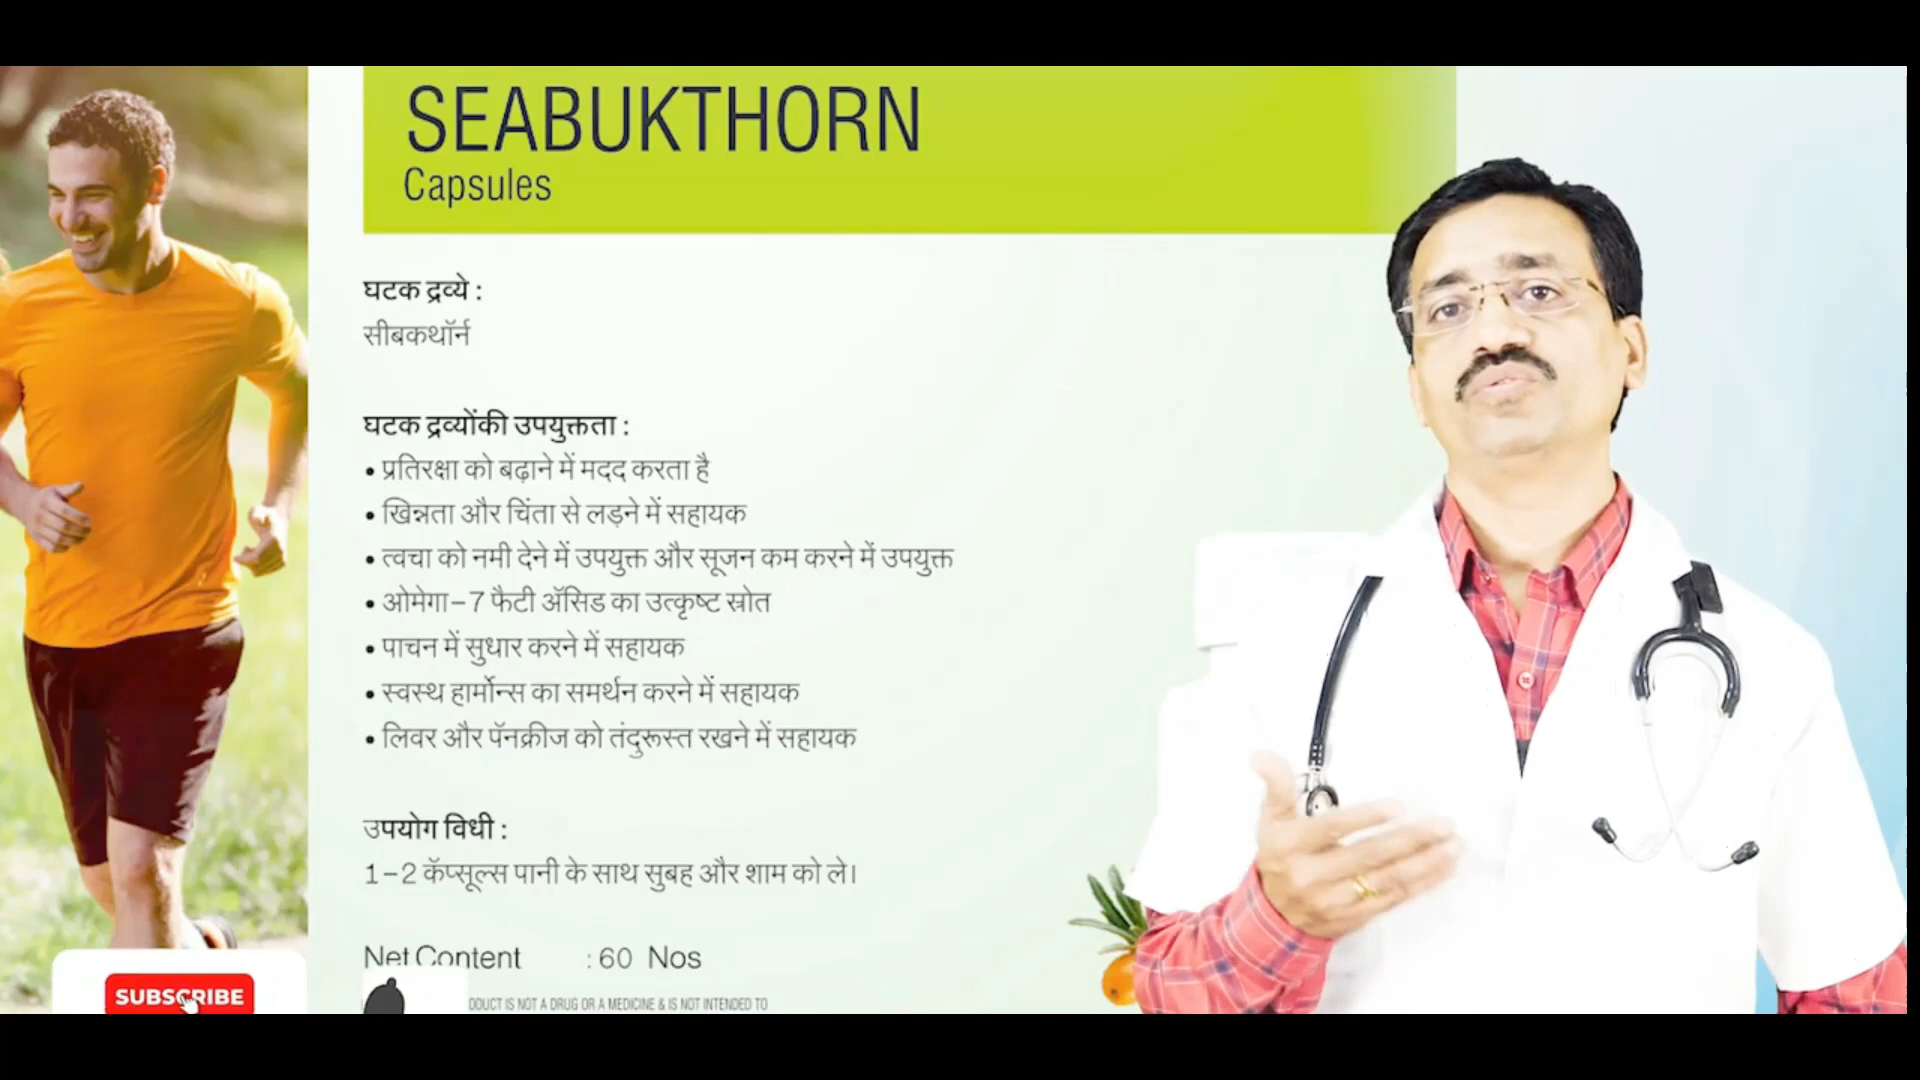 SEABUKTHORN
Capsules
घटक द्रव्ये :
सीबकथॉर्न
घटक द्रव्योंकी उपयुक्तता :
• प्रतिरक्षा को बढ़ाने में मदद करता है
• खिन्नता और चिंता से लड़ने में सहायक
• त्वचा को नमी देने में उपयुक्त और सूजन कम करने में उपयुक्त
• ओमेगा-7 फैटी ॲसिड का उत्कृष्ट स्रोत
• पाचन में सुधार करने में सहायक
• स्वस्थ हार्मोन्स का समर्थन करने में सहायक
• लिवर और पॅनक्रीज को तंदुरूस्त रखने में सहायक
उपयोग विधी :
1-2 कॅप्सूल्स पानी के साथ सुबह और शाम को ले।
Net Content : 60 Nos
SUBSCRIBE
IS NOT A DRUG OR A MEDICINE & IS NOT INTENDED TO